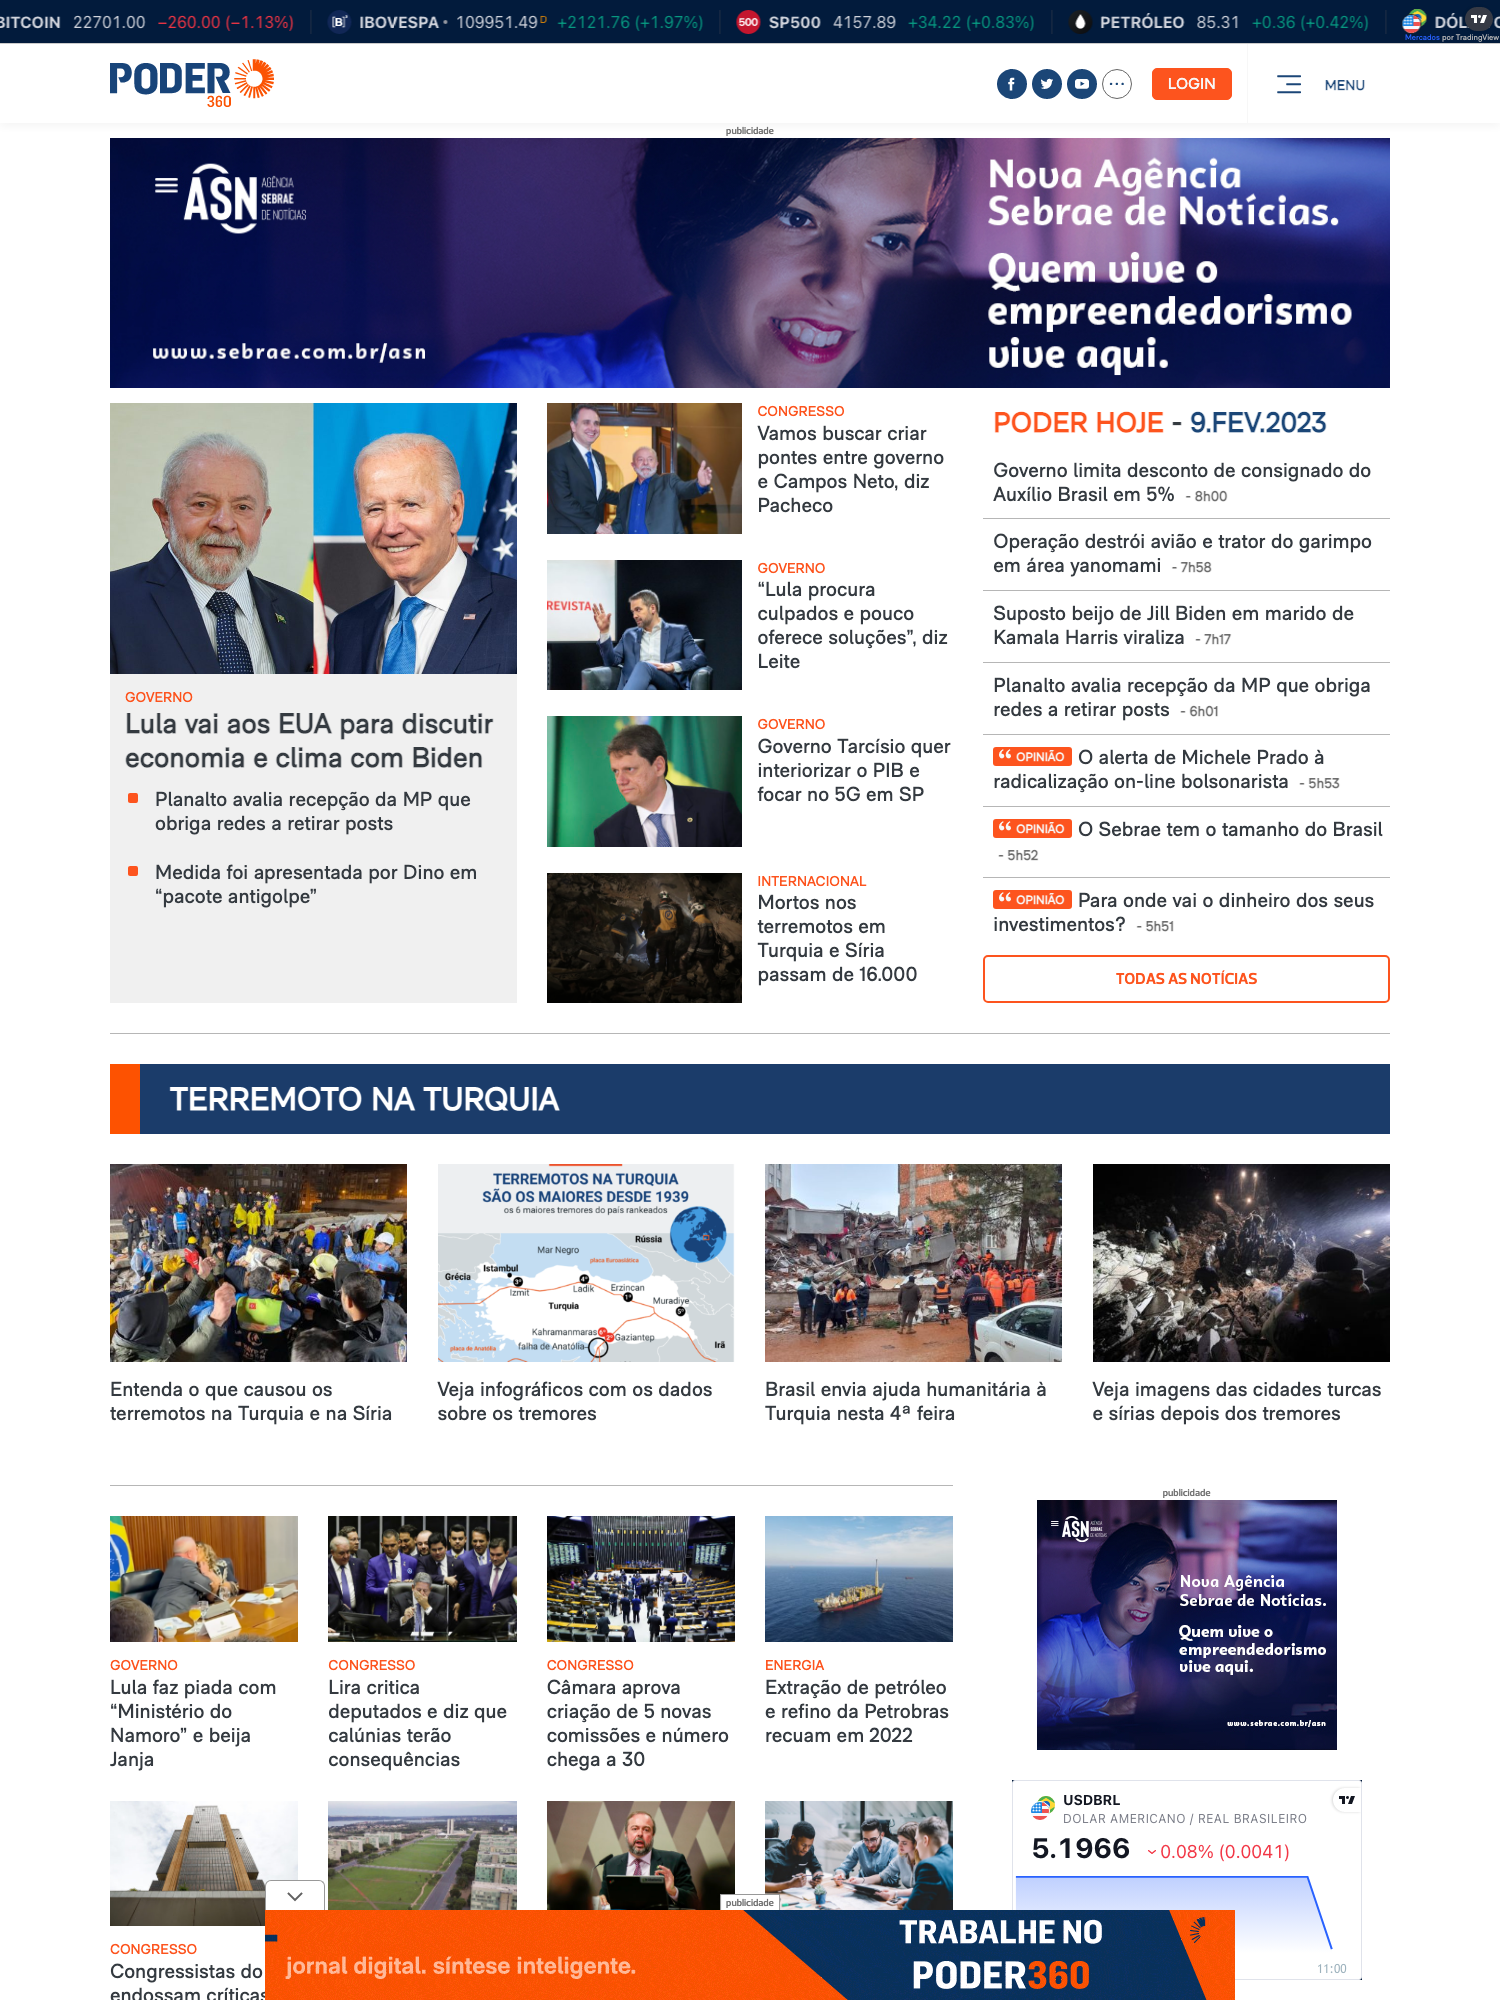 BITCOIN 22701.00 −260.00 (−1.13%) IBOVESPA 109951.49 D +2121.76 (+1.97%) 500 SP500 4157.89 +34.22 (+0.83%) PETRÓLEO 85.31 +0.36 (+0.42%)
Mercados por TradingView
PODER
360
LOGIN
MENU
publicidade
ASN
AGÊNCIA
SEBRAE
DE NOTÍCIAS
www.sebrae.com.br/asn
Nova Agência
Sebrae de Notícias.
Quem vive o
empreendedorismo
vive aqui.
GOVERNO
Lula vai aos EUA para discutir
economia e clima com Biden
Planalto avalia recepção da MP que
obriga redes a retirar posts
Medida foi apresentada por Dino em
“pacote antigolpe”
CONGRESSO
Vamos buscar criar
pontes entre governo
e Campos Neto, diz
Pacheco
REVISTA
GOVERNO
“Lula procura
culpados e pouco
oferece soluções”, diz
Leite
GOVERNO
Governo Tarcísio quer
interiorizar o PIB e
focar no 5G em SP
INTERNACIONAL
Mortos nos
terremotos em
Turquia e Síria
passam de 16.000
PODER HOJE - 9.FEV.2023
Governo limita desconto de consignado do
Auxílio Brasil em 5% - 8h00
Operação destrói avião e trator do garimpo
em área yanomami - 7h58
Suposto beijo de Jill Biden em marido de
Kamala Harris viraliza - 7h17
Planalto avalia recepção da MP que obriga
redes a retirar posts - 6h01
“ OPINIÃO O alerta de Michele Prado à
radicalização on-line bolsonarista - 5h53
“ OPINIÃO O Sebrae tem o tamanho do Brasil
- 5h52
“ OPINIÃO Para onde vai o dinheiro dos seus
investimentos? - 5h51
TODAS AS NOTÍCIAS
TERREMOTO NA TURQUIA
TERREMOTOS NA TURQUIA
SÃO OS MAIORES DESDE 1939
os 6 maiores tremores do país rankeados
Rússia
Mar Negro
placa Euroasiática
Istambul
Grécia
3º
4º
Izmit
Ladik
Erzincan
1º
Muradiye
5º
Turquia
Kahramanmaras
Gaziantep
placa de Anatólia
falha de Anatólia
Irã
Entenda o que causou os
terremotos na Turquia e na Síria
Veja infográficos com os dados
sobre os tremores
Brasil envia ajuda humanitária à
Turquia nesta 4ª feira
Veja imagens das cidades turcas
e sírias depois dos tremores
GOVERNO
Lula faz piada com
“Ministério do
Namoro” e beija
Janja
CONGRESSO
Lira critica
deputados e diz que
calúnias terão
consequências
CONGRESSO
Câmara aprova
criação de 5 novas
comissões e número
chega a 30
ENERGIA
Extração de petróleo
e refino da Petrobras
recuam em 2022
publicidade
ASN
AGÊNCIA
SEBRAE
DE NOTÍCIAS
Nova Agência
Sebrae de Notícias.
Quem vive o
empreendedorismo
vive aqui.
www.sebrae.com.br/asn
USDBRL
DOLAR AMERICANO / REAL BRASILEIRO
5.1966 0.08% (0.0041)
11:00
CONGRESSO
Congressistas do
endossam críticas
publicidade
jornal digital. síntese inteligente.
TRABALHE NO
PODER360